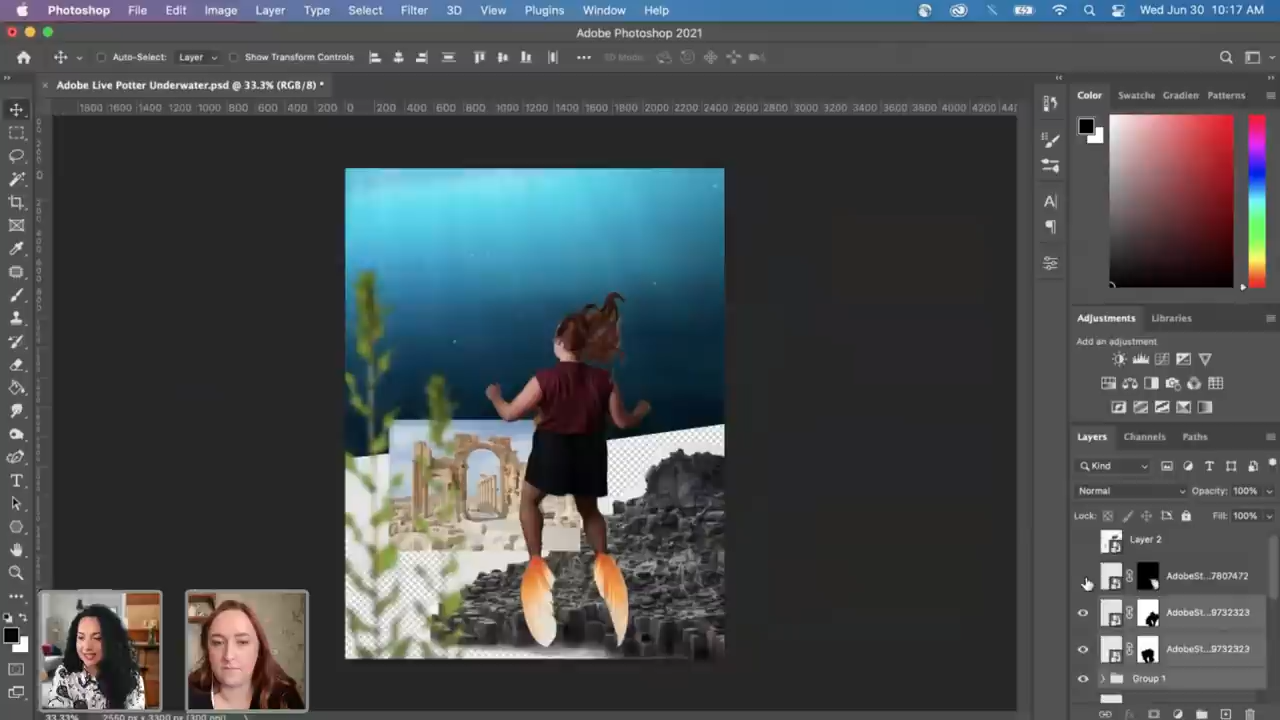 Photoshop File Edit Image Layer Type Select Filter 3D View Plugins Window Help Wed Jun 30 10:17 AM
Adobe Photoshop 2021
Auto-Select: Layer Show Transform Controls 3D Mode:
Adobe Live Potter Underwater.psd @ 33.3% (RGB/8) *
1800 1600 1400 1200 1000 800 600 400 200 0 200 400 600 800 1000 1200 1400 1600 1800 2000 2200 2400 2600 2800 3000 3200 3400 3600 3800 4000 4200
Color Swatche Gradien Patterns
Adjustments Libraries
Add an adjustment
Layers Channels Paths
Kind
Normal Opacity: 100%
Lock: Fill: 100%
Layer 2
AdobeSt...7807472
AdobeSt...9732323
AdobeSt...9732323
Group 1
33.33% 2550 px x 3300 px (300 ppi)